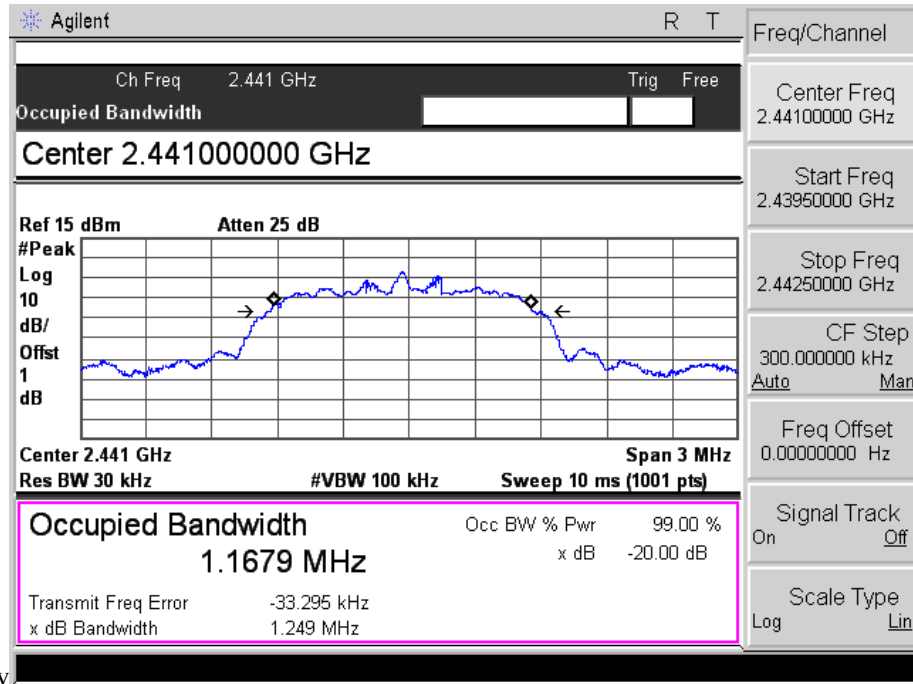 Agilent R T
Ch Freq 2.441 GHz Trig Free
Occupied Bandwidth
Center 2.441000000 GHz
Ref 15 dBm Atten 25 dB
#Peak
Log
10
dB/
Offst
1
dB
Center 2.441 GHz Span 3 MHz
Res BW 30 kHz #VBW 100 kHz Sweep 10 ms (1001 pts)
Occupied Bandwidth
1.1679 MHz
Occ BW % Pwr 99.00 %
x dB -20.00 dB
Transmit Freq Error -33.295 kHz
x dB Bandwidth 1.249 MHz
Freq/Channel
Center Freq
2.44100000 GHz
Start Freq
2.43950000 GHz
Stop Freq
2.44250000 GHz
CF Step
300.000000 kHz
Auto Man
Freq Offset
0.00000000 Hz
Signal Track
On Off
Scale Type
Log Lin